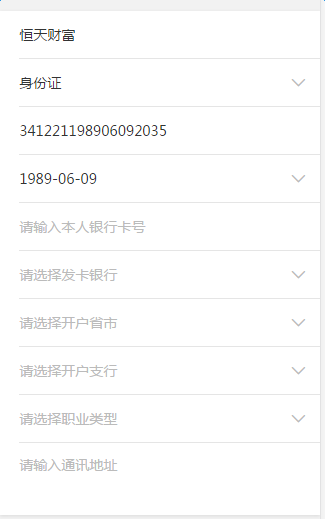 恒天财富
身份证
341221198906092035
1989-06-09
请输入本人银行卡号
请选择发卡银行
请选择开户省市
请选择开户支行
请选择职业类型
请输入通讯地址